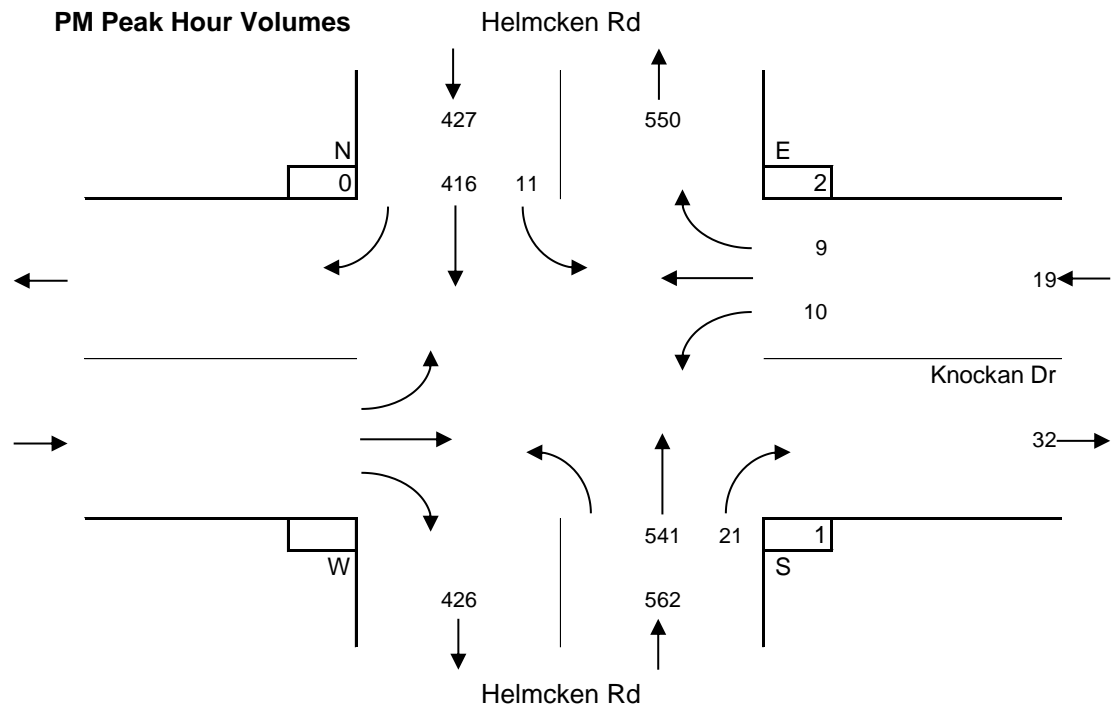 PM Peak Hour Volumes Helmcken Rd
427 550
N E
0 416 11 2
9
19
10
Knockan Dr
32
541 21 1
W S
426 562
Helmcken Rd